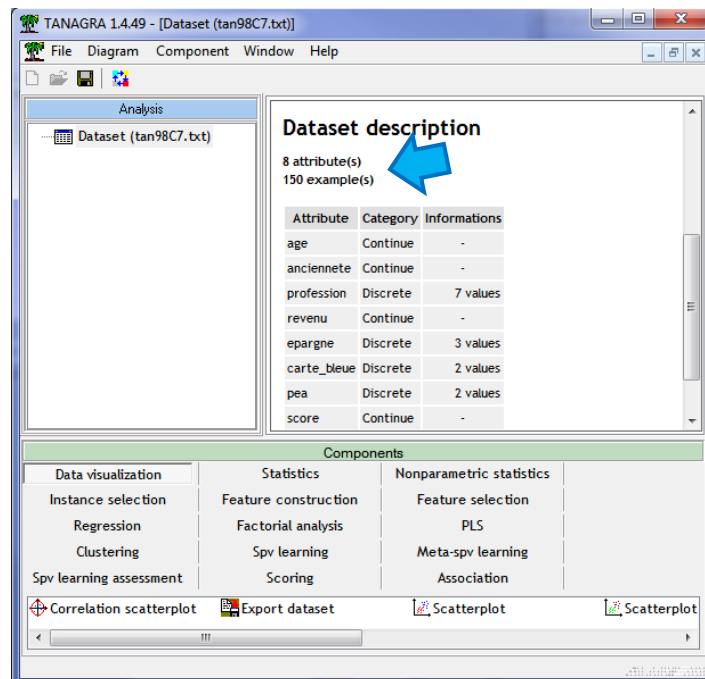 TANAGRA 1.4.49 - [Dataset (tan98C7.txt)]
File Diagram Component Window Help
Analysis
Dataset (tan98C7.txt)
Dataset description
8 attribute(s)
150 example(s)
Attribute Category Informations
age Continue -
anciennete Continue -
profession Discrete 7 values
revenu Continue -
epargne Discrete 3 values
carte_bleue Discrete 2 values
pea Discrete 2 values
score Continue -
Components
Data visualization Statistics Nonparametric statistics
Instance selection Feature construction Feature selection
Regression Factorial analysis PLS
Clustering Spv learning Meta-spv learning
Spv learning assessment Scoring Association
Correlation scatterplot Export dataset Scatterplot Scatterplot